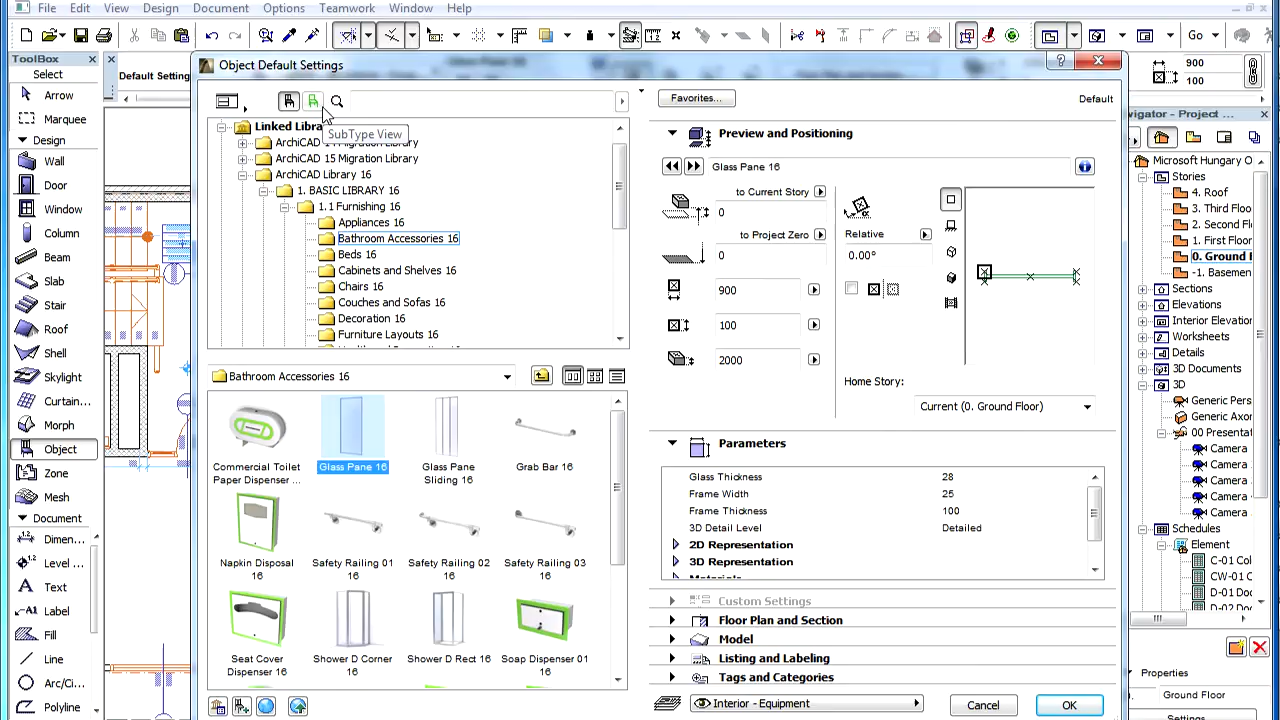 File Edit View Design Document Options Teamwork Window Help
Go
ToolBox
Select
Arrow
Marquee
Design
Wall
Door
Window
Column
Beam
Slab
Stair
Roof
Shell
Skylight
Curtain...
Morph
Object
Zone
Mesh
Document
Dimen...
Level ...
Text
Label
Fill
Line
Arc/Ci...
Polyline
Default Setting
Object Default Settings
SubType View
ArchiCAD 15 Migration Library
ArchiCAD Library 16
1. BASIC LIBRARY 16
1.1 Furnishing 16
Appliances 16
Bathroom Accessories 16
Beds 16
Cabinets and Shelves 16
Chairs 16
Couches and Sofas 16
Decoration 16
Furniture Layouts 16
Bathroom Accessories 16
Commercial Toilet
Paper Dispenser ...
Glass Pane 16
Glass Pane
Sliding 16
Grab Bar 16
Napkin Disposal
16
Safety Railing 01
16
Safety Railing 02
16
Safety Railing 03
16
Seat Cover
Dispenser 16
Shower D Corner
16
Shower D Rect 16
Soap Dispenser 01
16
Favorites...
Default
Preview and Positioning
Glass Pane 16
to Current Story
0
to Project Zero
0
900
100
2000
Relative
0.00°
Home Story:
Current (0. Ground Floor)
Parameters
Glass Thickness 28
Frame Width 25
Frame Thickness 100
3D Detail Level Detailed
2D Representation
3D Representation
Custom Settings
Floor Plan and Section
Model
Listing and Labeling
Tags and Categories
Interior - Equipment
Cancel
OK
900
100
vigator - Project ...
Microsoft Hungary O
Stories
4. Roof
3. Third Floo
2. Second Fl
1. First Floor
0. Ground F
-1. Basemen
Sections
Elevations
Interior Elevation
Worksheets
Details
3D Documents
3D
Generic Pers
Generic Axon
00 Presentat
Camera
Camera
Camera
Camera
Camera
Schedules
Element
C-01 Col
CW-01 C
D-01 Doo
D-02 Doo
Properties
Ground Floor
Settings